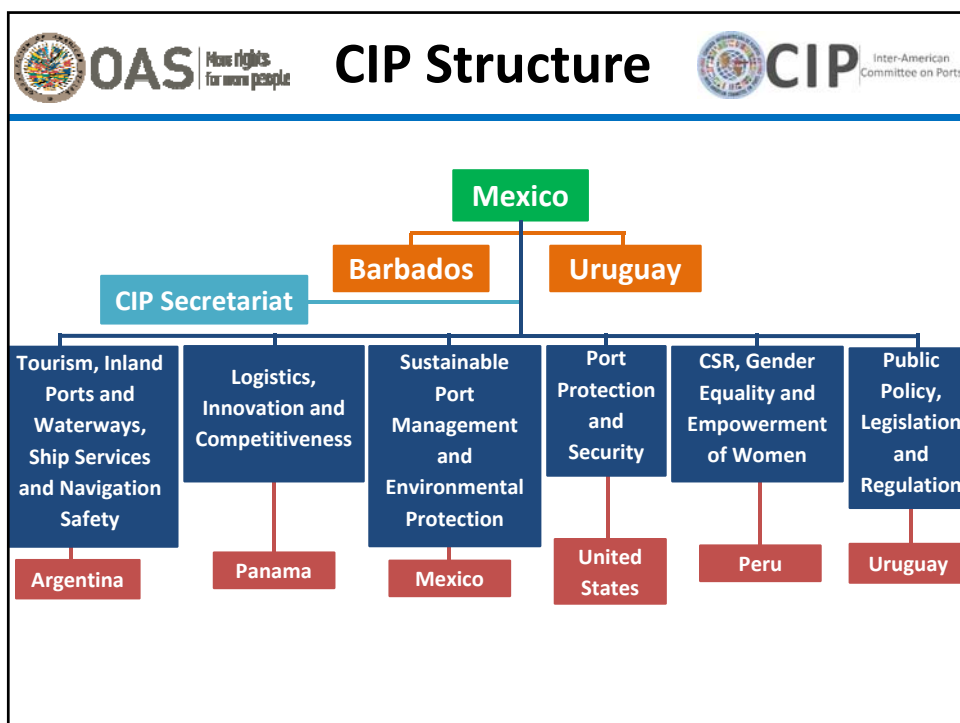 OAS
More rights
for more people
CIP Structure
CIP
Inter-American
Committee on Ports
Mexico
Barbados
Uruguay
CIP Secretariat
Tourism, Inland
Ports and
Waterways,
Ship Services
and Navigation
Safety
Logistics,
Innovation and
Competitiveness
Sustainable
Port
Management
and
Environmental
Protection
Port
Protection
and
Security
CSR, Gender
Equality and
Empowerment
of Women
Public
Policy,
Legislation
and
Regulation
Argentina
Panama
Mexico
United
States
Peru
Uruguay